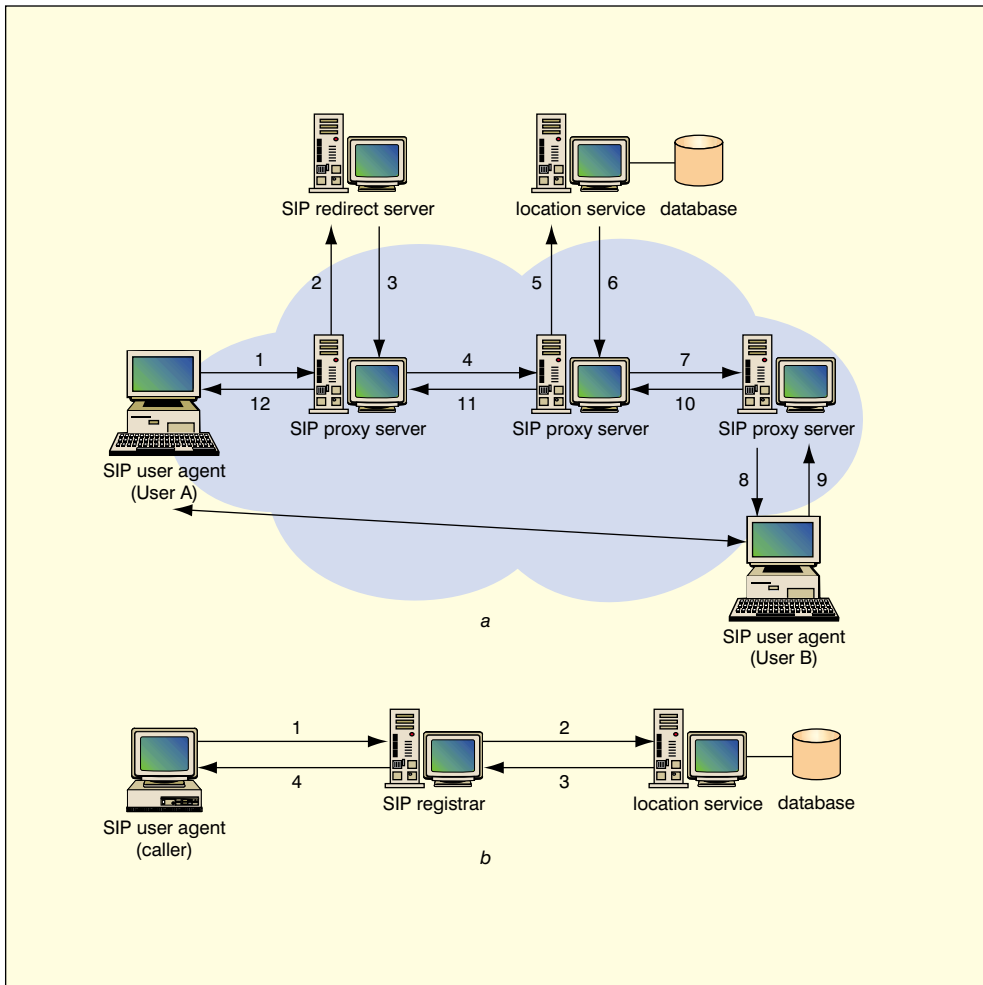 SIP redirect server
location service
database
2
3
5
6
1
4
7
12
11
10
SIP proxy server
SIP proxy server
SIP proxy server
SIP user agent
(User A)
8
9
a
SIP user agent
(User B)
1
2
4
3
SIP registrar
location service
database
SIP user agent
(caller)
b